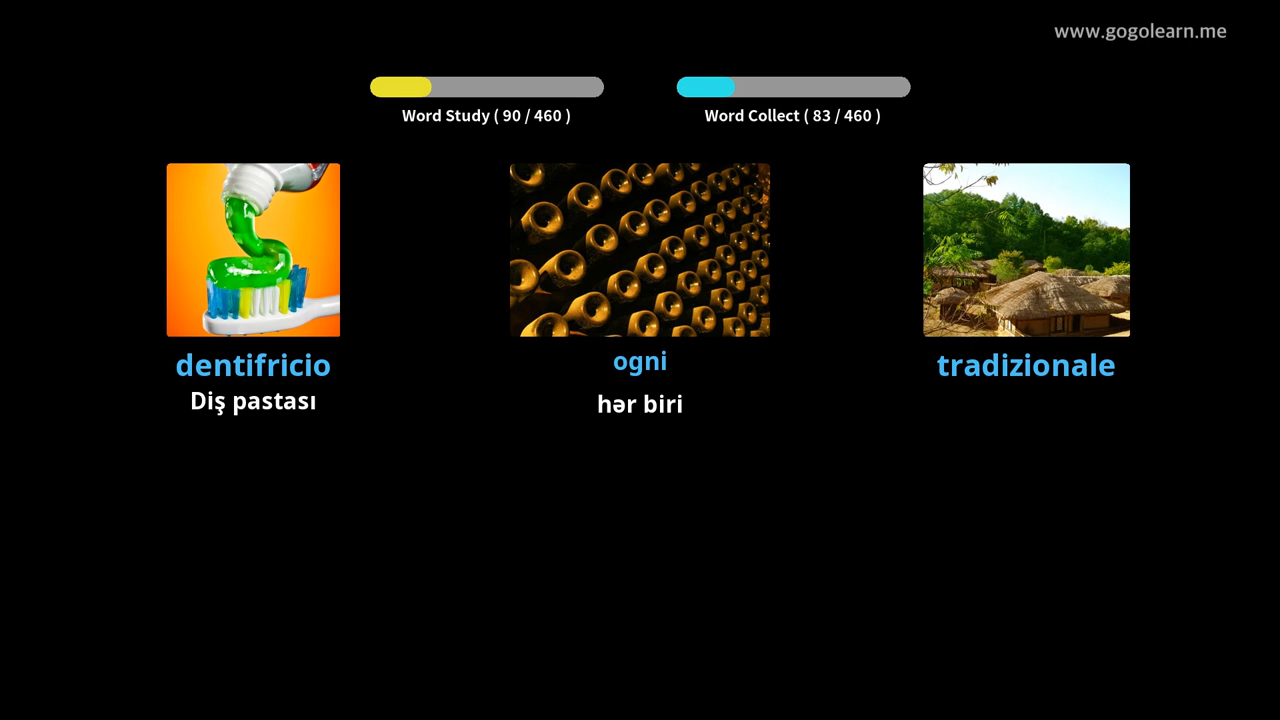 www.gogolearn.me
Word Study ( 90 / 460 )
Word Collect ( 83 / 460 )
dentifricio
Diş pastası
ogni
hər biri
tradizionale